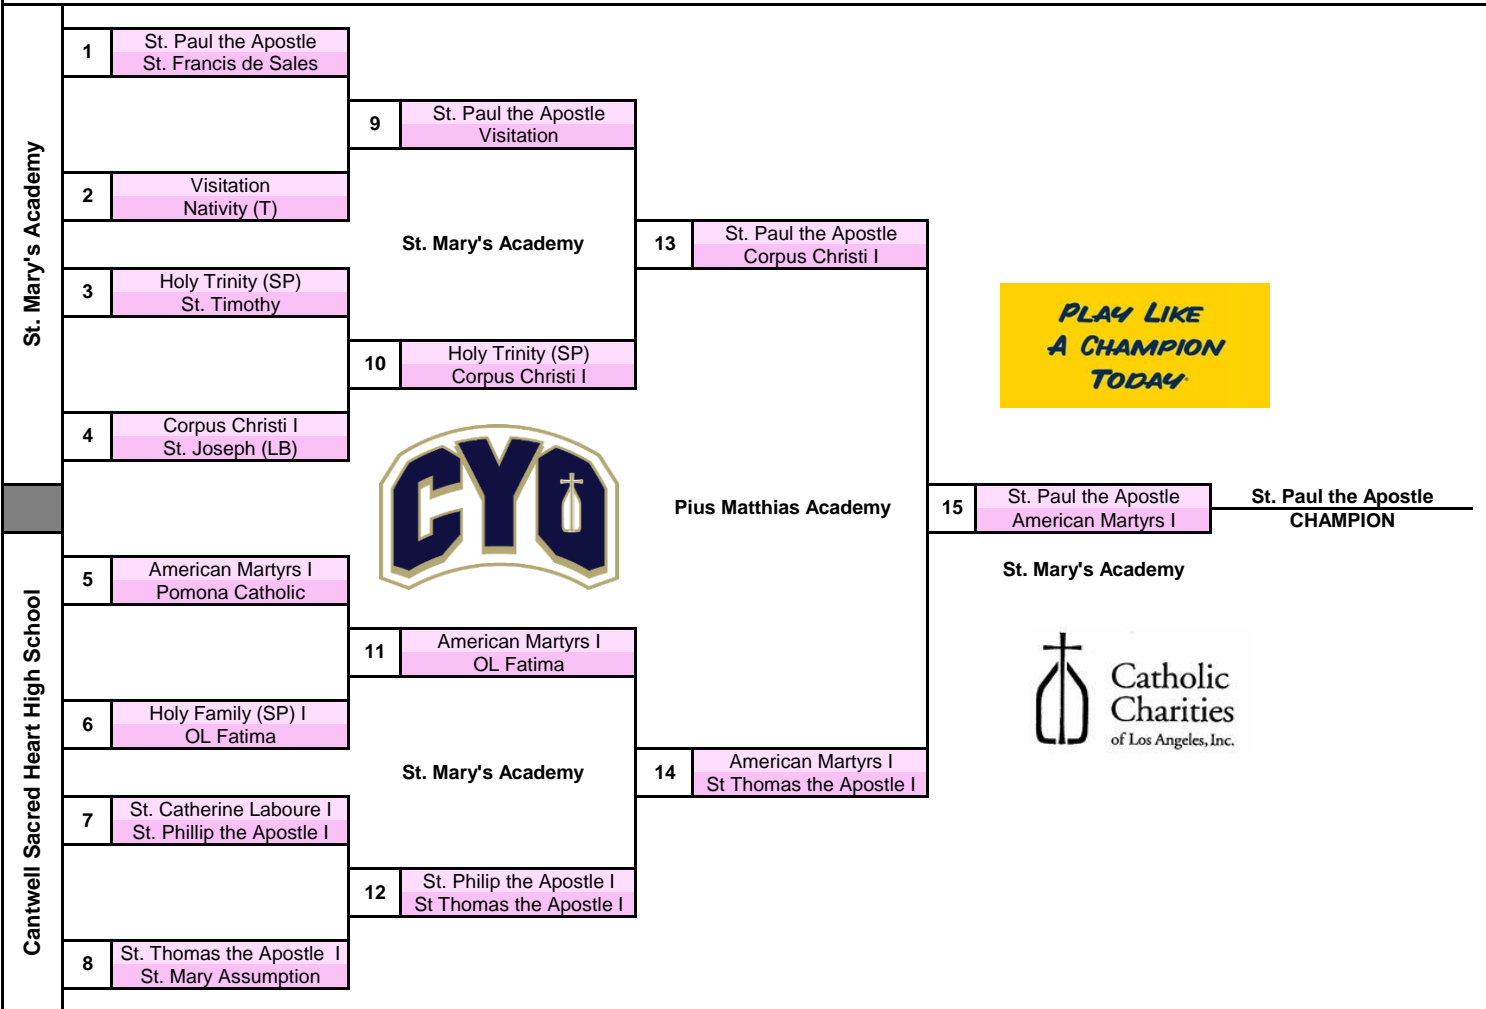 St. Mary's Academy
1
St. Paul the Apostle
St. Francis de Sales
2
Visitation
Nativity (T)
3
Holy Trinity (SP)
St. Timothy
4
Corpus Christi I
St. Joseph (LB)
Cantwell Sacred Heart High School
5
American Martyrs I
Pomona Catholic
6
Holy Family (SP) I
OL Fatima
7
St. Catherine Laboure I
St. Phillip the Apostle I
8
St. Thomas the Apostle I
St. Mary Assumption
9
St. Paul the Apostle
Visitation
St. Mary's Academy
10
Holy Trinity (SP)
Corpus Christi I
CYO
11
American Martyrs I
OL Fatima
St. Mary's Academy
12
St. Philip the Apostle I
St Thomas the Apostle I
13
St. Paul the Apostle
Corpus Christi I
Pius Matthias Academy
14
American Martyrs I
St Thomas the Apostle I
PLAY LIKE
A CHAMPION
TODAY
15
St. Paul the Apostle
American Martyrs I
St. Mary's Academy
St. Paul the Apostle
CHAMPION
Catholic
Charities
of Los Angeles, Inc.